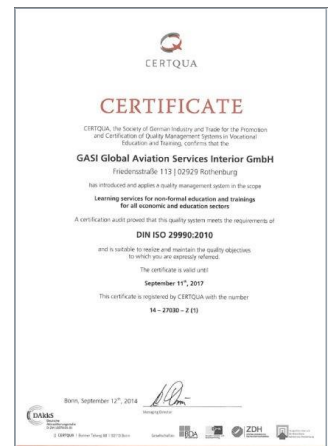 CERTQUA
CERTIFICATE
CERTQUA, the Society of German Industry and Trade for the Promotion
and Certification of Quality Management Systems in Vocational
Education and Training, confirms that the
GASI Global Aviation Services Interior GmbH
Friedensstraße 113 | 02929 Rothenburg
has introduced and applies a quality management system in the scope
Learning services for non-formal education and trainings
for all economic and education sectors
A certification audit proved that this quality system meets the requirements of
DIN ISO 29990:2010
and is suitable to realize and maintain the quality objectives
to which you are expressly referred.
The certificate is valid until
September 11th, 2017
This certificate is registered by CERTQUA with the number
14 – 27030 – Z (1)
Bonn, September 12th, 2014
Managing Director
DAkkS
Deutsche
Akkreditierungsstelle
BDA
ZDH